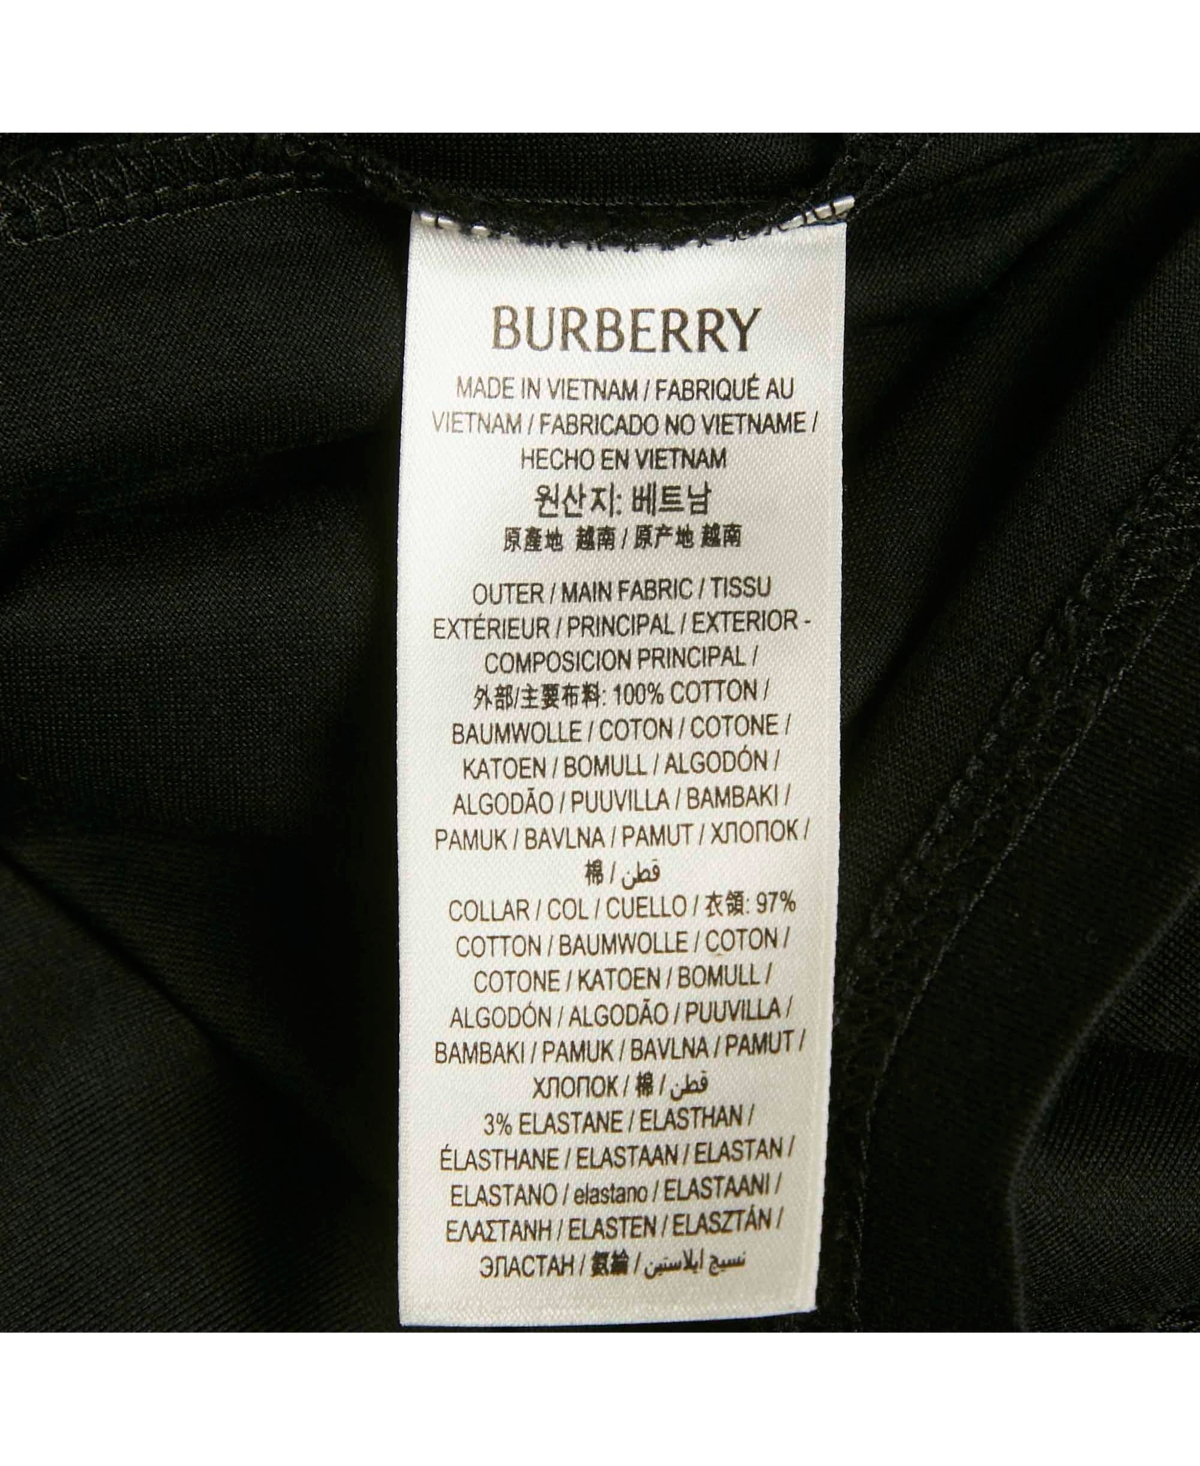 BURBERRY
MADE IN VIETNAM / FABRIQUÉ AU
VIETNAM / FABRICADO NO VIETNAME /
HECHO EN VIETNAM
원산지: 베트남
原產地 越南 / 原产地 越南
OUTER / MAIN FABRIC / TISSU
EXTÉRIEUR / PRINCIPAL / EXTERIOR -
COMPOSICION PRINCIPAL /
外部/主要布料: 100% COTTON /
BAUMWOLLE / COTON / COTONE /
KATOEN / BOMULL / ALGODÓN /
ALGODÃO / PUUVILLA / BAMBAKI /
PAMUK / BAVLNA / PAMUT / ХЛОПОК /
棉 / قطن
COLLAR / COL / CUELLO / 衣領: 97%
COTTON / BAUMWOLLE / COTON /
COTONE / KATOEN / BOMULL /
ALGODÓN / ALGODÃO / PUUVILLA /
BAMBAKI / PAMUK / BAVLNA / PAMUT /
ХЛОПОК / 棉 / قطن
3% ELASTANE / ELASTHAN /
ÉLASTHANE / ELASTAAN / ELASTAN /
ELASTANO / elastano / ELASTAANI /
ΕΛΑΣΤΑΝΗ / ELASTEN / ELASZTÁN /
ЭЛАСТАН / 氨綸 / نسيج ايلاستين